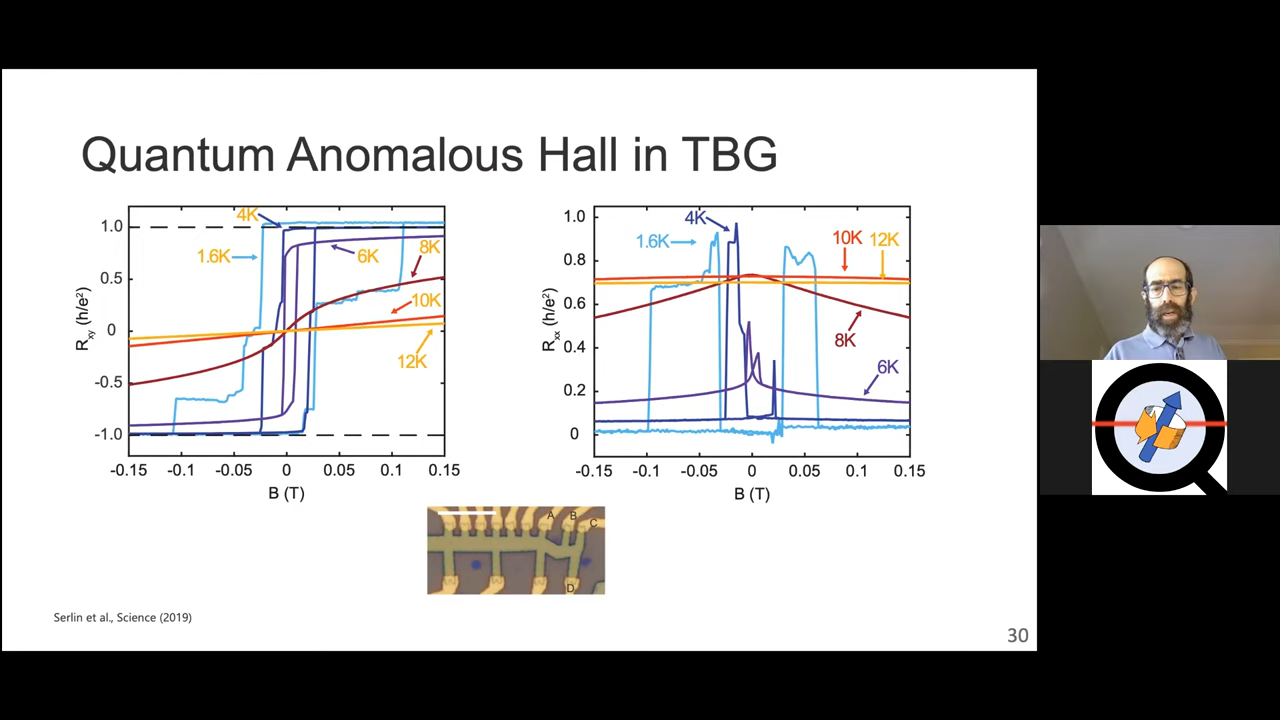 Quantum Anomalous Hall in TBG
1.0
0.5
0
-0.5
-1.0
Rxy (h/e²)
4K
1.6K
6K
8K
10K
12K
-0.15
-0.1
-0.05
0
0.05
0.1
0.15
B (T)
1.0
0.8
0.6
0.4
0.2
0
Rxx (h/e²)
4K
1.6K
10K
12K
8K
6K
-0.15
-0.1
-0.05
0
0.05
0.1
0.15
B (T)
A
B
C
D
Serlin et al., Science (2019)
30